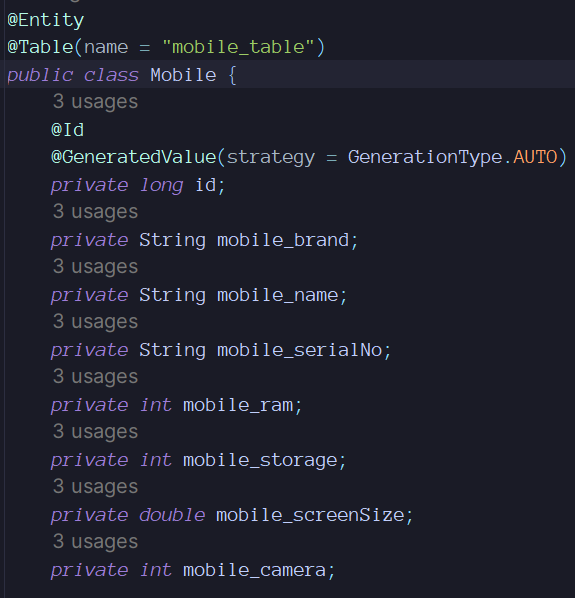 @Entity
@Table(name = "mobile_table")
public class Mobile {
3 usages
@Id
@GeneratedValue(strategy = GenerationType.AUTO)
private long id;
3 usages
private String mobile_brand;
3 usages
private String mobile_name;
3 usages
private String mobile_serialNo;
3 usages
private int mobile_ram;
3 usages
private int mobile_storage;
3 usages
private double mobile_screenSize;
3 usages
private int mobile_camera;